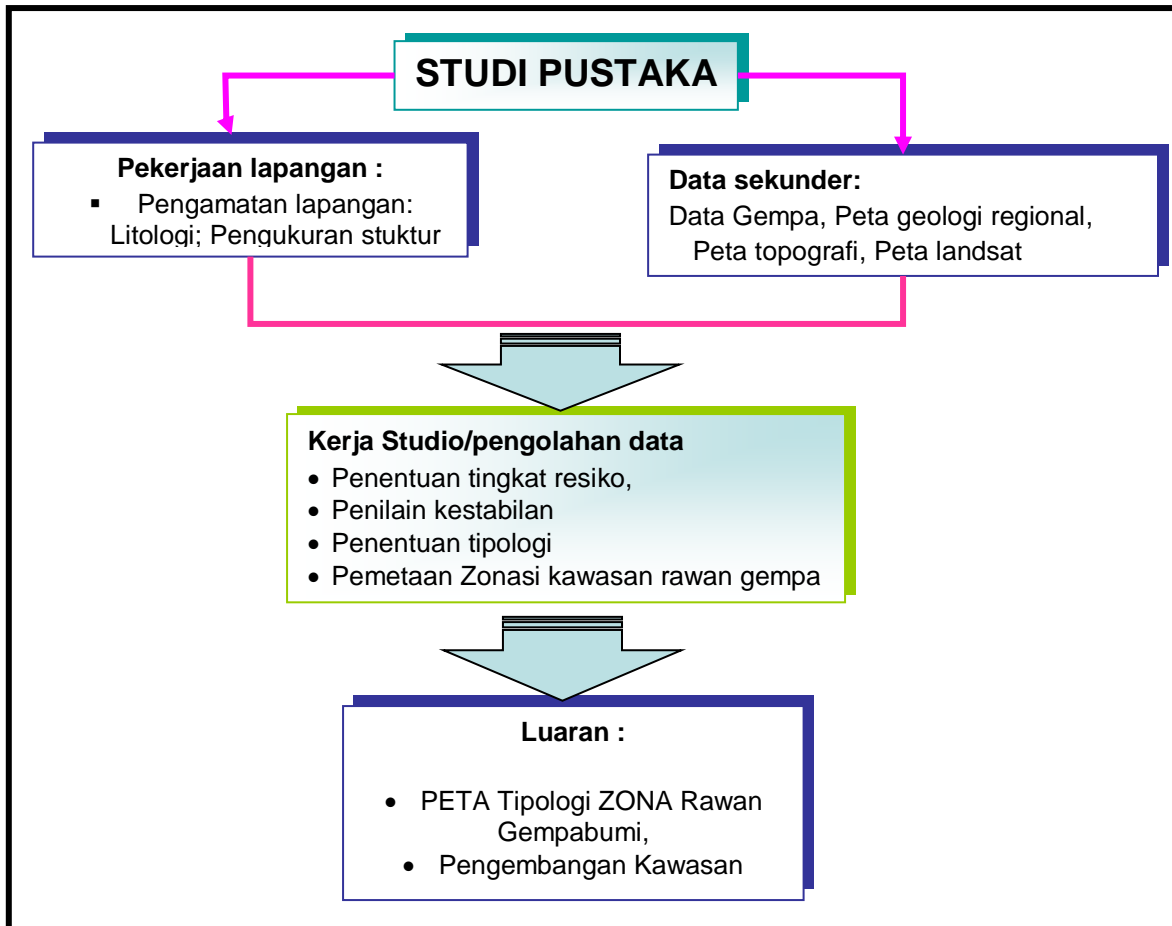 STUDI PUSTAKA
Pekerjaan lapangan :
▪ Pengamatan lapangan:
Litologi; Pengukuran stuktur
Data sekunder:
Data Gempa, Peta geologi regional,
Peta topografi, Peta landsat
Kerja Studio/pengolahan data
• Penentuan tingkat resiko,
• Penilain kestabilan
• Penentuan tipologi
• Pemetaan Zonasi kawasan rawan gempa
Luaran :
• PETA Tipologi ZONA Rawan
Gempabumi,
• Pengembangan Kawasan